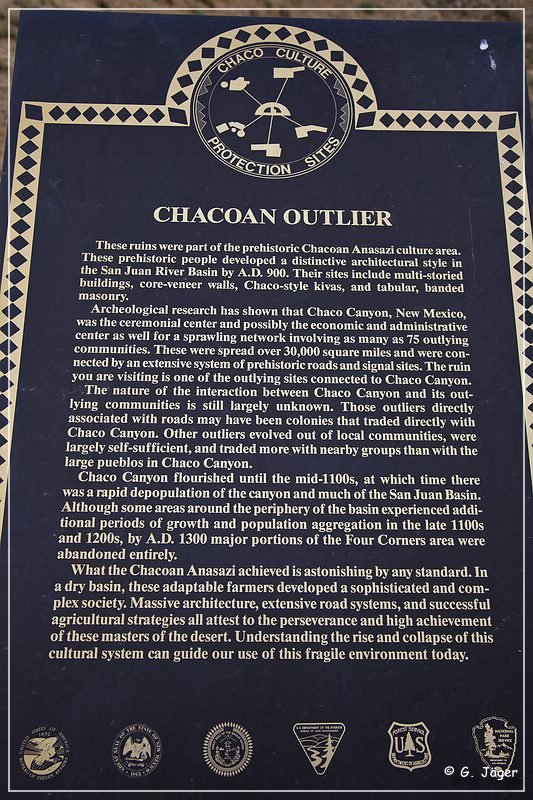 CHACO CULTURE
PROTECTION SITES
CHACOAN OUTLIER
These ruins were part of the prehistoric Chacoan Anasazi culture area.
These prehistoric people developed a distinctive architectural style in
the San Juan River Basin by A.D. 900. Their sites include multi-storied
buildings, core-veneer walls, Chaco-style kivas, and tabular, banded
masonry.
Archeological research has shown that Chaco Canyon, New Mexico,
was the ceremonial center and possibly the economic and administrative
center as well for a sprawling network involving as many as 75 outlying
communities. These were spread over 30,000 square miles and were con-
nected by an extensive system of prehistoric roads and signal sites. The ruin
you are visiting is one of the outlying sites connected to Chaco Canyon.
The nature of the interaction between Chaco Canyon and its out-
lying communities is still largely unknown. Those outliers directly
associated with roads may have been colonies that traded directly with
Chaco Canyon. Other outliers evolved out of local communities, were
largely self-sufficient, and traded more with nearby groups than with the
large pueblos in Chaco Canyon.
Chaco Canyon flourished until the mid-1100s, at which time there
was a rapid depopulation of the canyon and much of the San Juan Basin.
Although some areas around the periphery of the basin experienced addi-
tional periods of growth and population aggregation in the late 1100s
and 1200s, by A.D. 1300 major portions of the Four Corners area were
abandoned entirely.
What the Chacoan Anasazi achieved is astonishing by any standard. In
a dry basin, these adaptable farmers developed a sophisticated and com-
plex society. Massive architecture, extensive road systems, and successful
agricultural strategies all attest to the perseverance and high achievement
of these masters of the desert. Understanding the rise and collapse of this
cultural system can guide our use of this fragile environment today.
U.S. DEPARTMENT OF THE INTERIOR
BUREAU OF LAND MANAGEMENT
FOREST SERVICE
U S
DEPARTMENT OF AGRICULTURE
NATIONAL
PARK
SERVICE
© G. Jäger